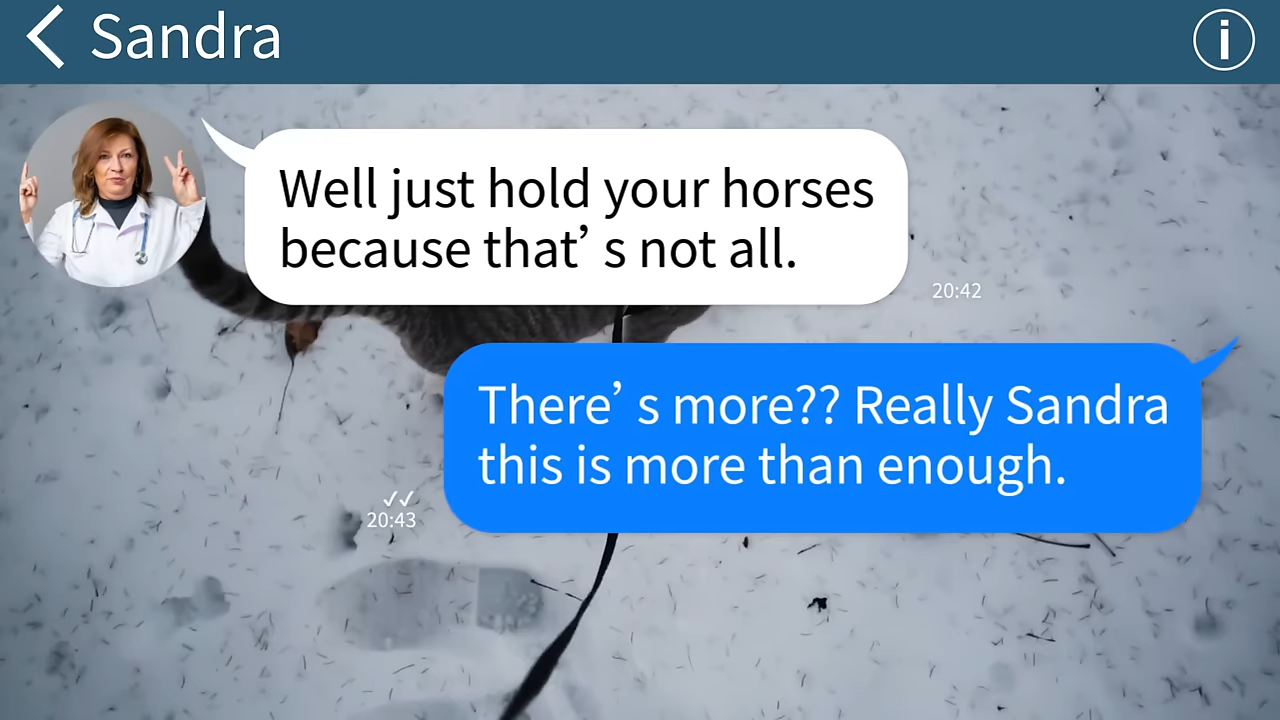 Sandra
Well just hold your horses
because that’s not all.
20:42
There’s more?? Really Sandra
this is more than enough.
20:43